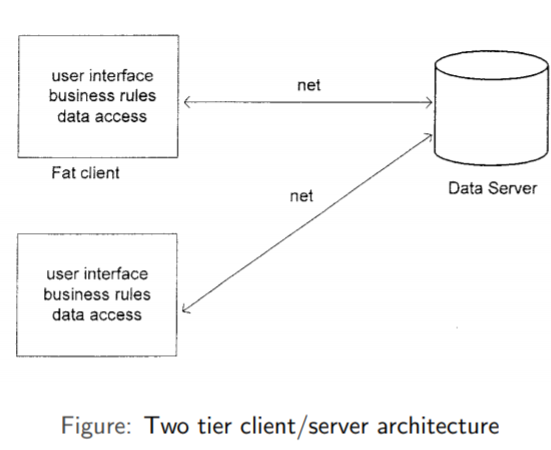 user interface
business rules
data access
Fat client
net
Data Server
net
user interface
business rules
data access
Figure: Two tier client/server architecture